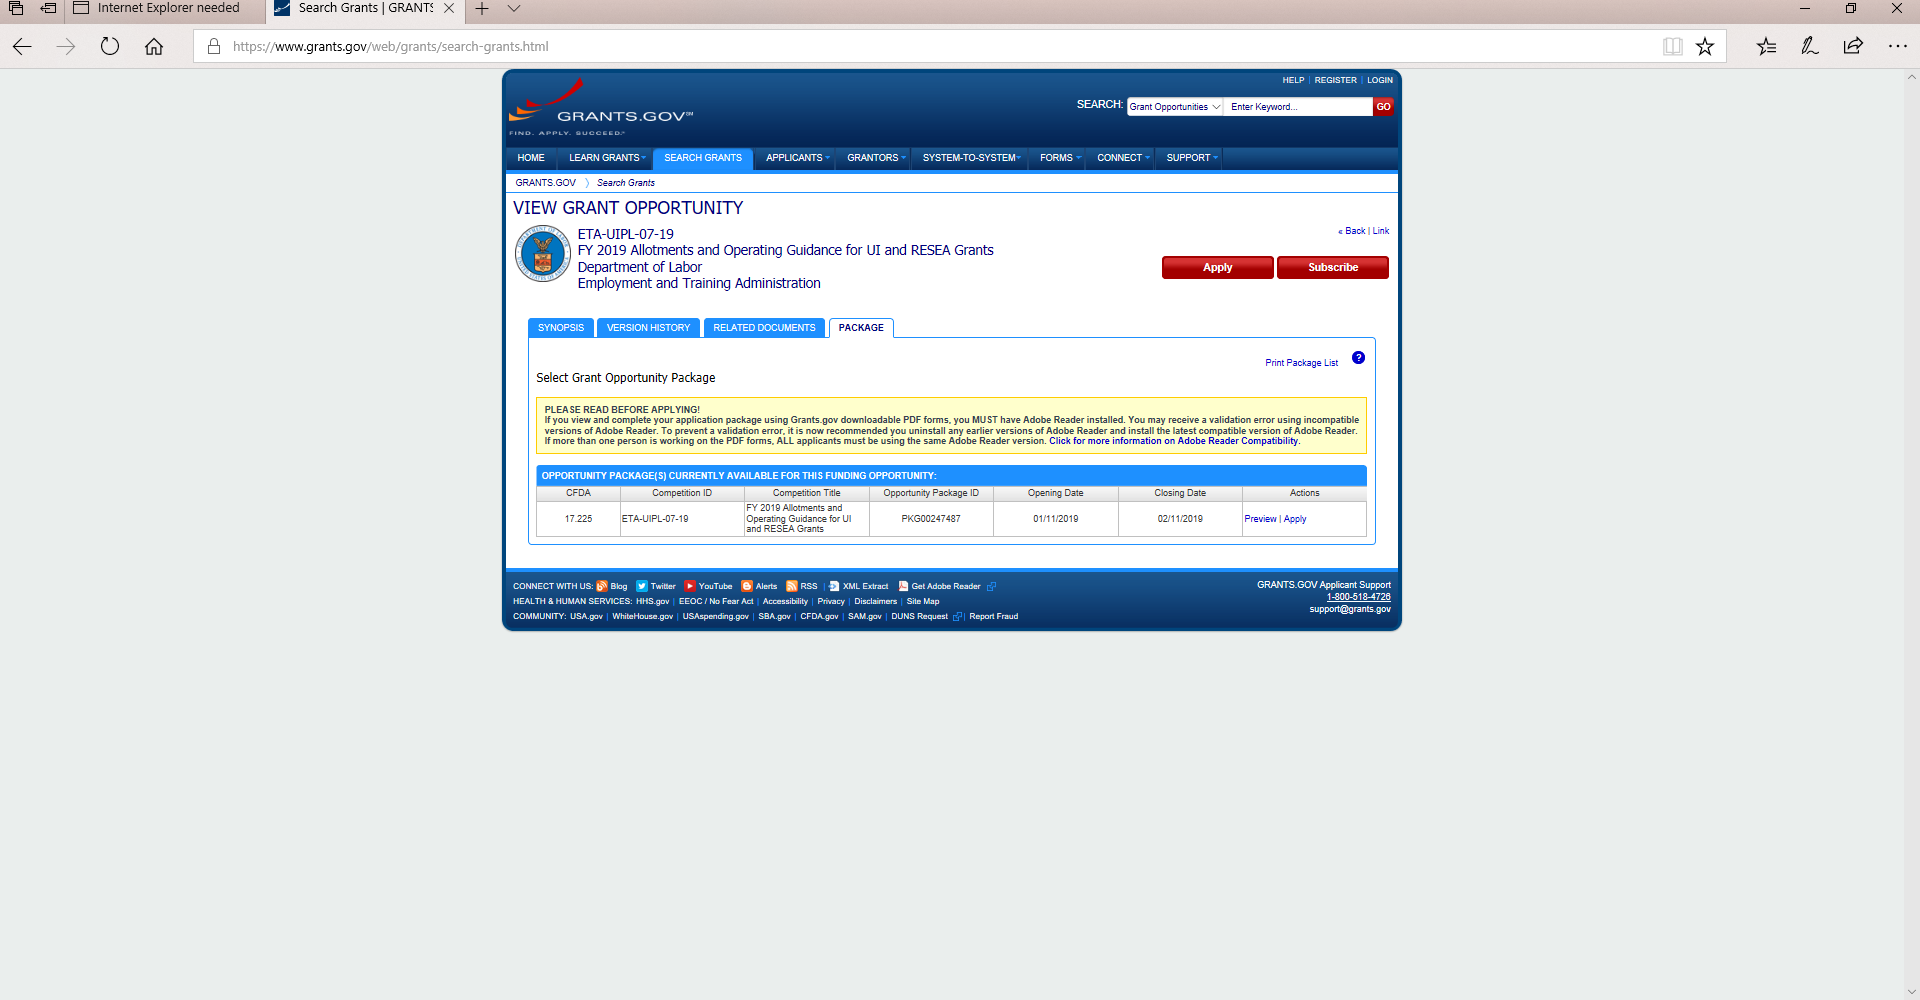 Internet Explorer needed
Search Grants | GRANTS
https://www.grants.gov/web/grants/search-grants.html
HELP | REGISTER | LOGIN
SEARCH: Grant Opportunities Enter Keyword... GO
GRANTS.GOV℠
FIND. APPLY. SUCCEED.℠
HOME LEARN GRANTS SEARCH GRANTS APPLICANTS GRANTORS SYSTEM-TO-SYSTEM FORMS CONNECT SUPPORT
GRANTS.GOV 〉 Search Grants
VIEW GRANT OPPORTUNITY
ETA-UIPL-07-19
FY 2019 Allotments and Operating Guidance for UI and RESEA Grants
Department of Labor
Employment and Training Administration
« Back | Link
Apply Subscribe
SYNOPSIS VERSION HISTORY RELATED DOCUMENTS PACKAGE
Print Package List ?
Select Grant Opportunity Package
PLEASE READ BEFORE APPLYING!
If you view and complete your application package using Grants.gov downloadable PDF forms, you MUST have Adobe Reader installed. You may receive a validation error using incompatible
versions of Adobe Reader. To prevent a validation error, it is now recommended you uninstall any earlier versions of Adobe Reader and install the latest compatible version of Adobe Reader.
If more than one person is working on the PDF forms, ALL applicants must be using the same Adobe Reader version. Click for more information on Adobe Reader Compatibility.
OPPORTUNITY PACKAGE(S) CURRENTLY AVAILABLE FOR THIS FUNDING OPPORTUNITY:
CFDA Competition ID Competition Title Opportunity Package ID Opening Date Closing Date Actions
17.225 ETA-UIPL-07-19 FY 2019 Allotments and Operating Guidance for UI and RESEA Grants PKG00247487 01/11/2019 02/11/2019 Preview | Apply
CONNECT WITH US: Blog Twitter YouTube Alerts RSS | XML Extract Get Adobe Reader
HEALTH & HUMAN SERVICES: HHS.gov | EEOC / No Fear Act | Accessibility | Privacy | Disclaimers | Site Map
COMMUNITY: USA.gov | WhiteHouse.gov | USAspending.gov | SBA.gov | CFDA.gov | SAM.gov | DUNS Request | Report Fraud
GRANTS.GOV Applicant Support
1-800-518-4726
support@grants.gov